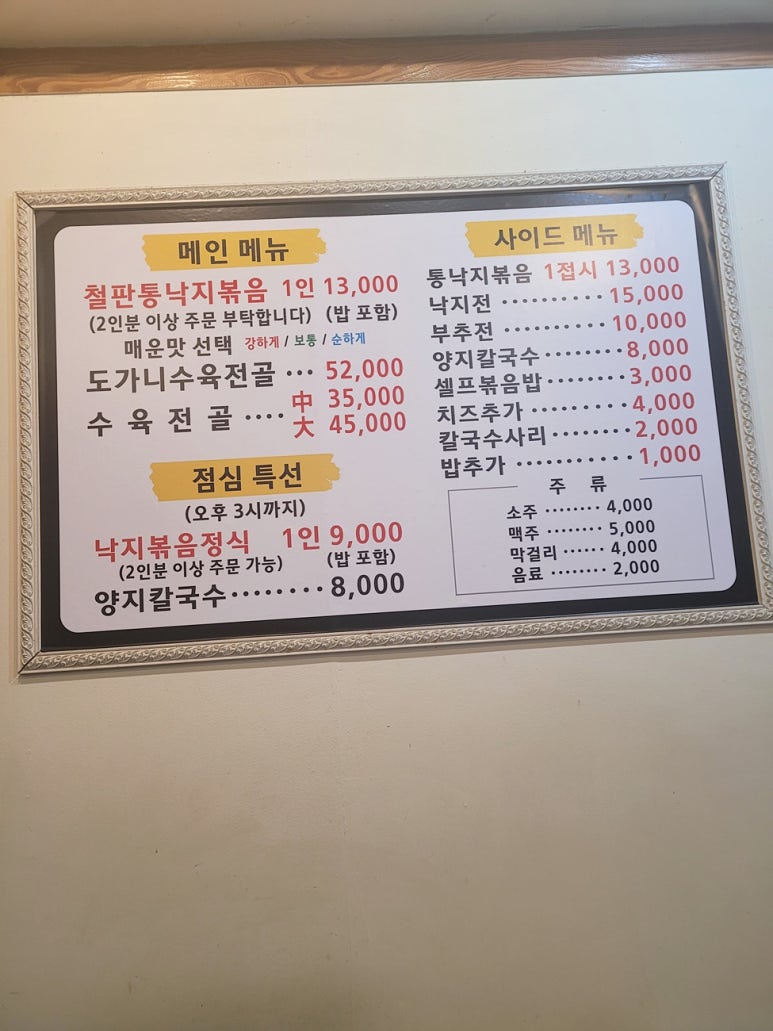 메인 메뉴
철판통낙지볶음 1인 13,000
(2인분 이상 주문 부탁합니다) (밥 포함)
매운맛 선택 강하게 / 보통 / 순하게
도가니수육전골 ··· 52,000
수 육 전 골 ···· 中 35,000
大 45,000
점심 특선
(오후 3시까지)
낙지볶음정식 1인 9,000
(2인분 이상 주문 가능) (밥 포함)
양지칼국수 ········ 8,000
사이드 메뉴
통낙지볶음 1접시 13,000
낙지전 ·········· 15,000
부추전 ·········· 10,000
양지칼국수 ········ 8,000
셀프볶음밥 ········ 3,000
치즈추가 ·········· 4,000
칼국수사리 ········ 2,000
밥추가 ··········· 1,000
주 류
소주 ········ 4,000
맥주 ········ 5,000
막걸리 ······ 4,000
음료 ········ 2,000